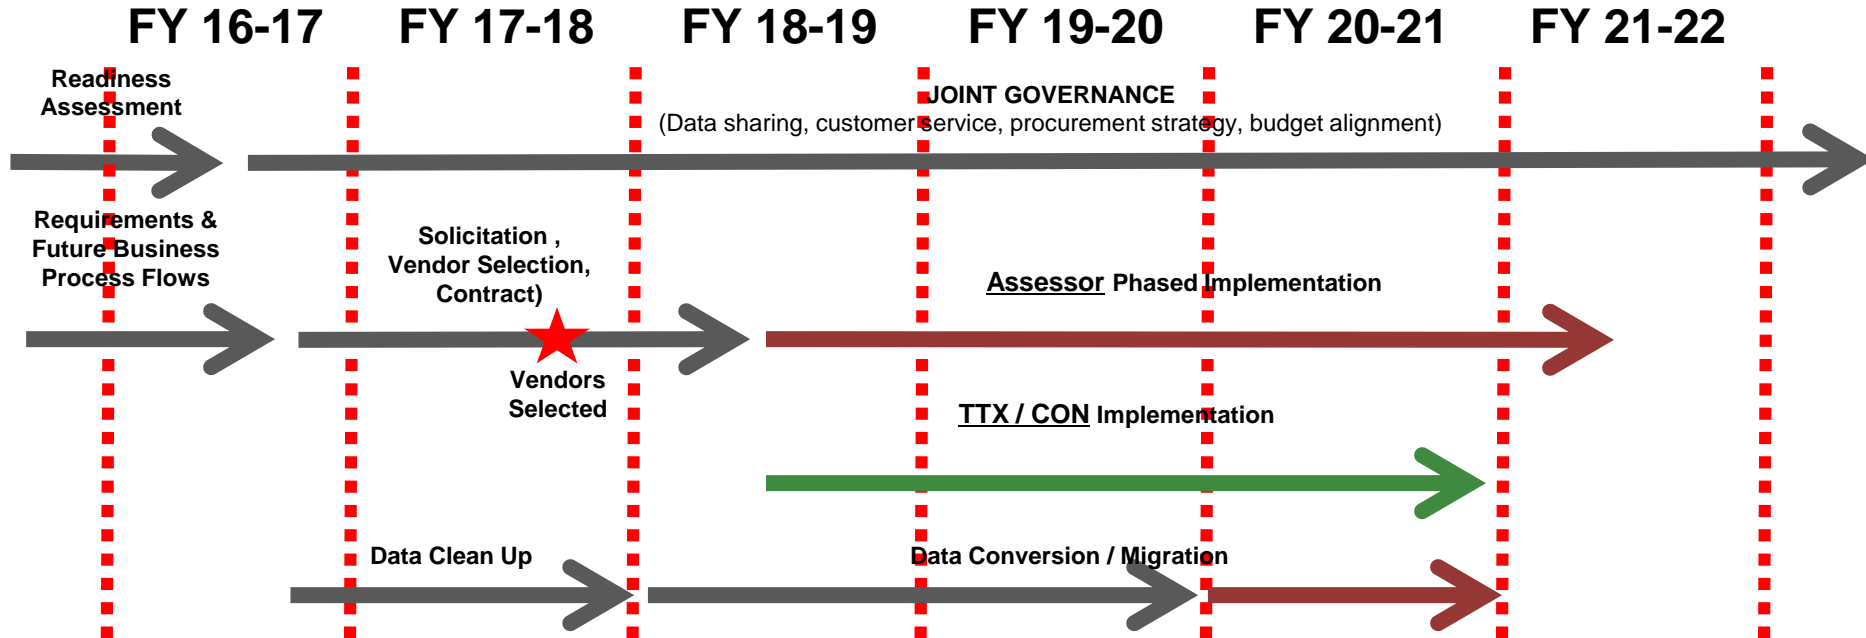 FY 16-17 FY 17-18 FY 18-19 FY 19-20 FY 20-21 FY 21-22
Readiness
Assessment
JOINT GOVERNANCE
(Data sharing, customer service, procurement strategy, budget alignment)
Requirements &
Future Business
Process Flows
Solicitation ,
Vendor Selection,
Contract)
Vendors
Selected
Assessor Phased Implementation
TTX / CON Implementation
Data Clean Up
Data Conversion / Migration